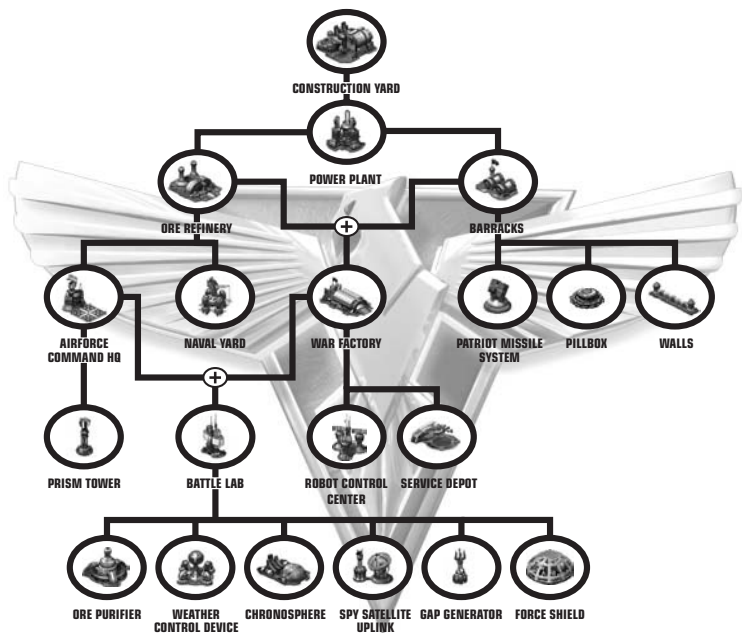 CONSTRUCTION YARD
POWER PLANT
ORE REFINERY
BARRACKS
+
AIRFORCE
COMMAND HQ
NAVAL YARD
WAR FACTORY
PATRIOT MISSILE
SYSTEM
PILLBOX
WALLS
+
PRISM TOWER
BATTLE LAB
ROBOT CONTROL
CENTER
SERVICE DEPOT
ORE PURIFIER
WEATHER
CONTROL DEVICE
CHRONOSPHERE
SPY SATELLITE
UPLINK
GAP GENERATOR
FORCE SHIELD